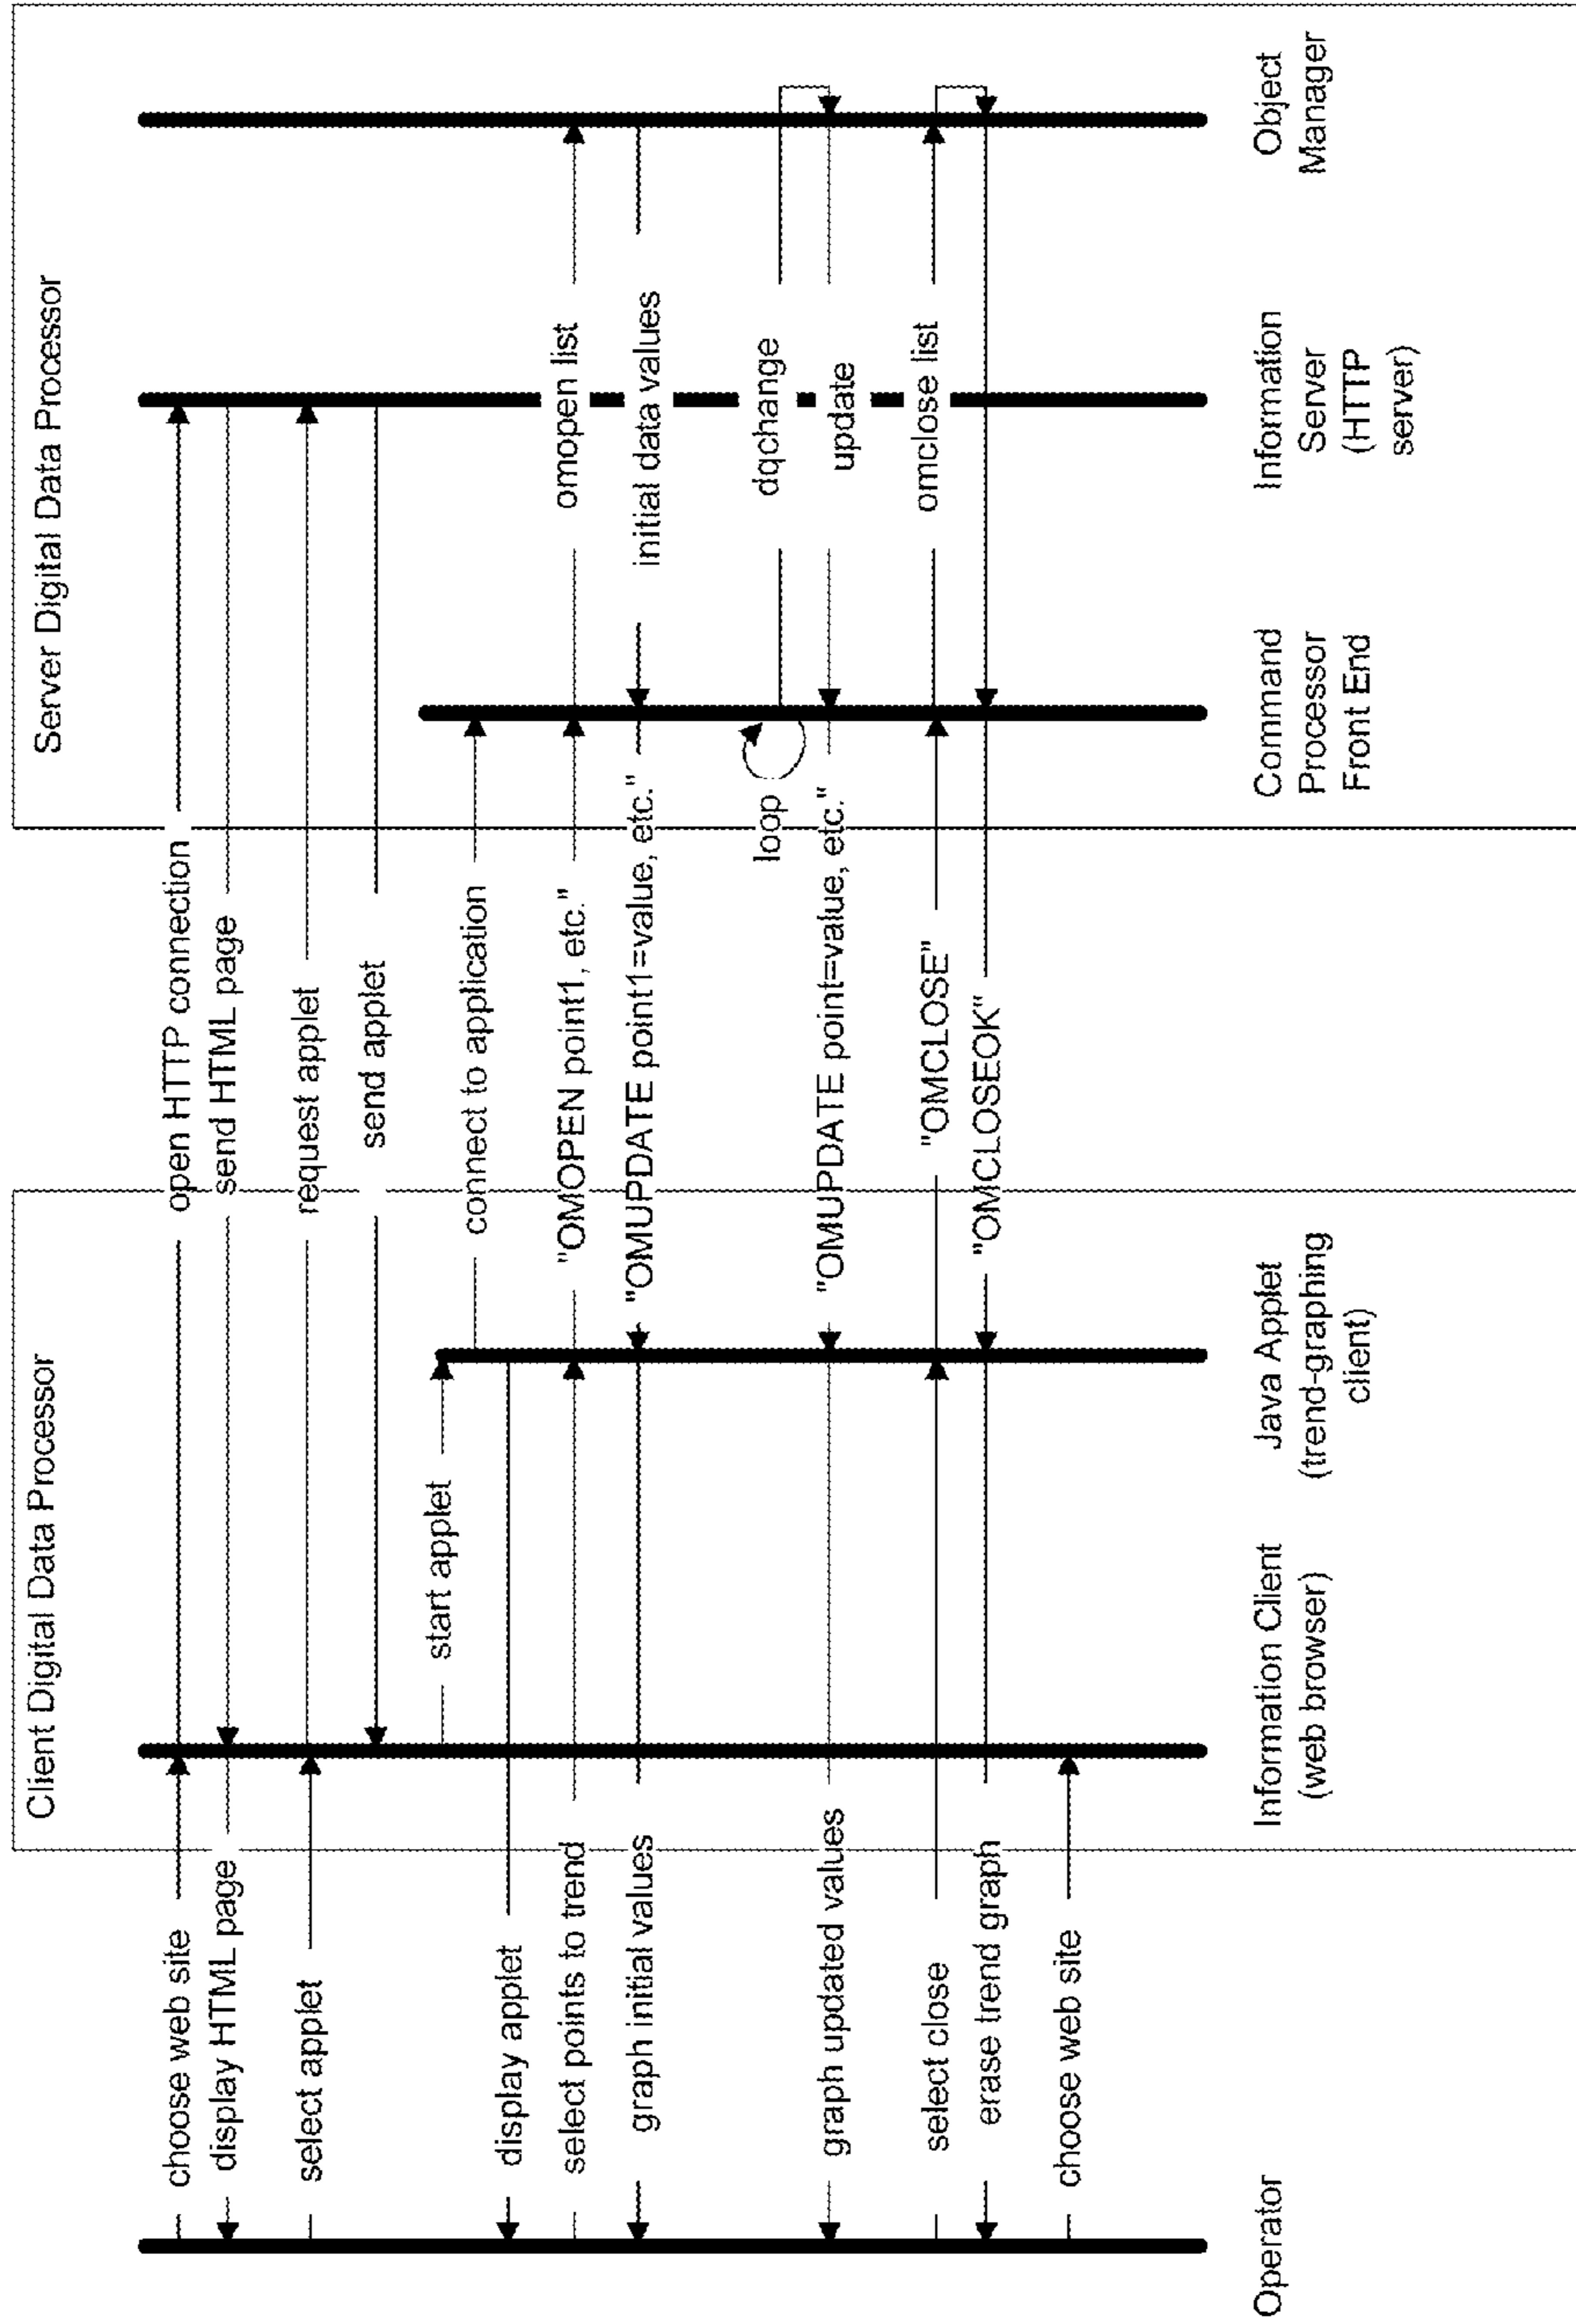 Client Digital Data Processor
Server Digital Data Processor
choose web site
open HTTP connection
display HTML page
send HTML page
select applet
request applet
send applet
start applet
connect to application
display applet
select points to trend
"OMOPEN point1, etc."
omopen list
graph initial values
"OMUPDATE point1=value, etc."
initial data values
loop
dqchange
graph updated values
"OMUPDATE point=value, etc."
update
select close
"OMCLOSE"
omclose list
erase trend graph
"OMCLOSEOK"
choose web site
Operator
Information Client
(web browser)
Java Applet
(trend-graphing
client)
Command
Processor
Front End
Information
Server
(HTTP
server)
Object
Manager